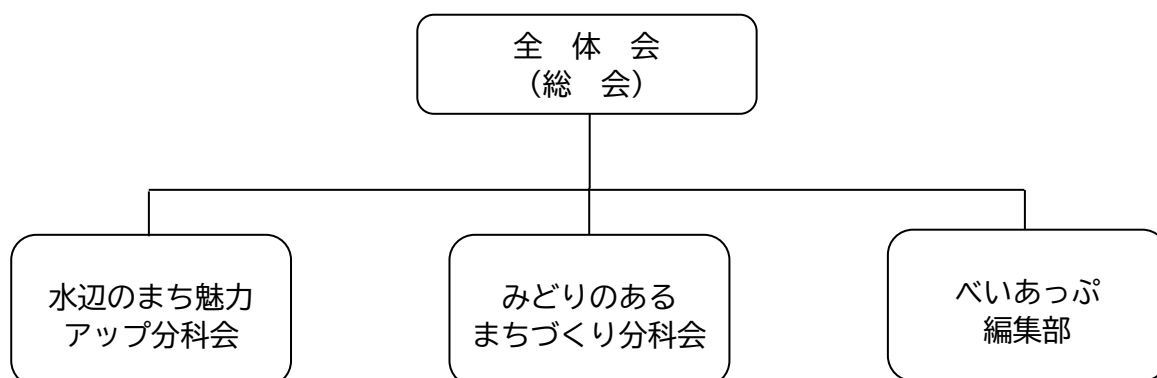 全　体　会
（総　会）
水辺のまち魅力
アップ分科会
みどりのある
まちづくり分科会
べいあっぷ
編集部